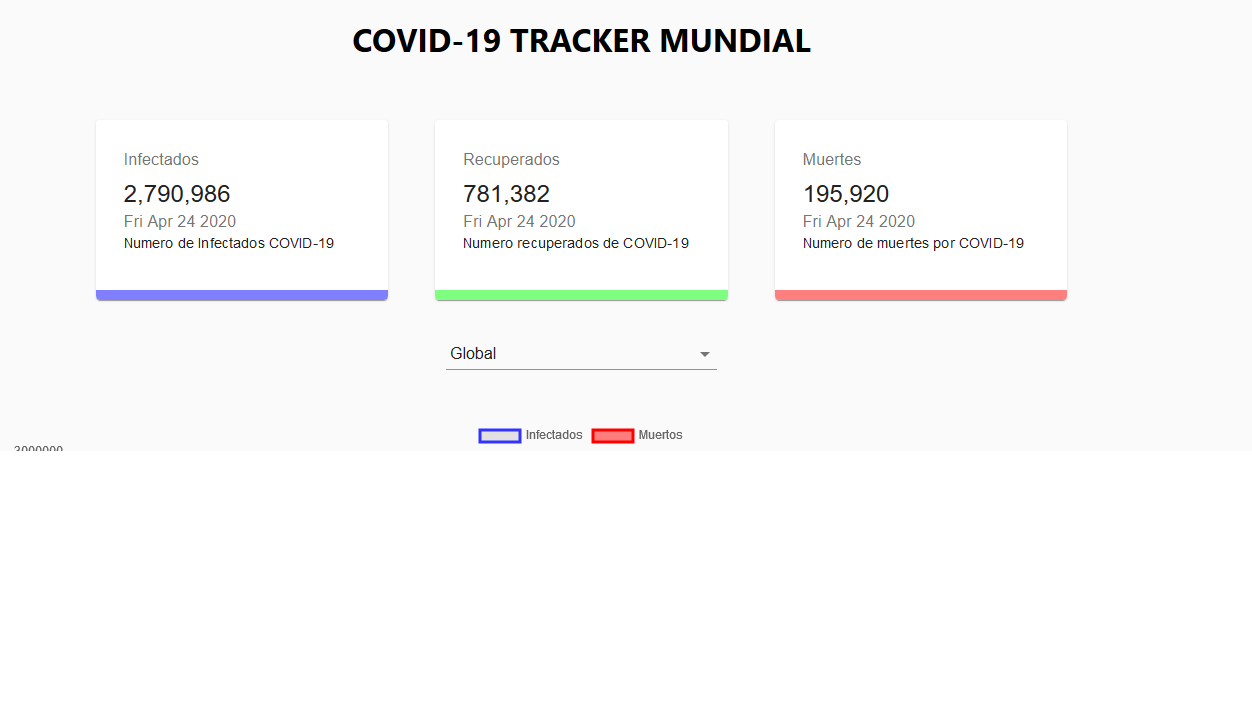 COVID-19 TRACKER MUNDIAL
Infectados
2,790,986
Fri Apr 24 2020
Numero de Infectados COVID-19
Recuperados
781,382
Fri Apr 24 2020
Numero recuperados de COVID-19
Muertes
195,920
Fri Apr 24 2020
Numero de muertes por COVID-19
Global
Infectados Muertos
3000000